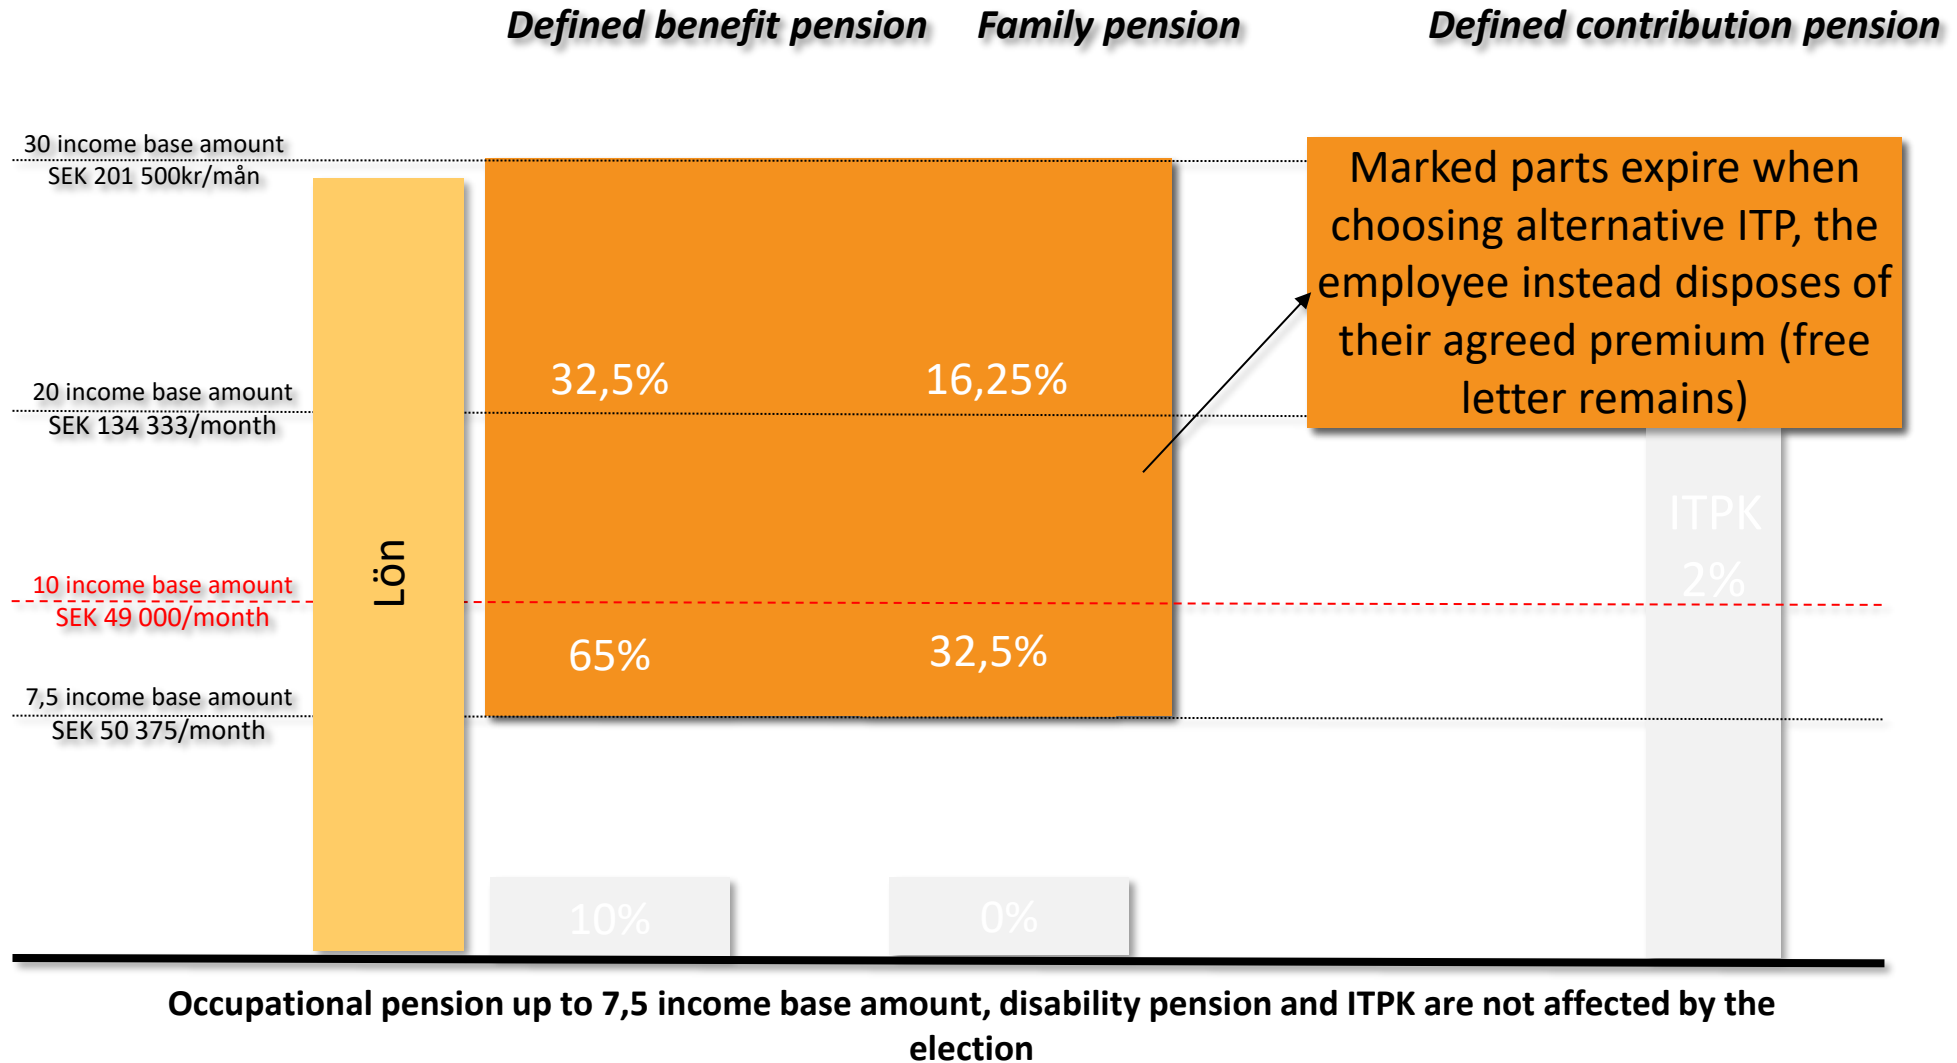 Defined benefit pension
Family pension
Defined contribution pension
30 income base amount
SEK 201 500kr/mån
Marked parts expire when
choosing alternative ITP, the
employee instead disposes of
their agreed premium (free
letter remains)
32,5%
16,25%
20 income base amount
SEK 134 333/month
ITPK
2%
Lön
10 income base amount
SEK 49 000/month
65%
32,5%
7,5 income base amount
SEK 50 375/month
10%
0%
Occupational pension up to 7,5 income base amount, disability pension and ITPK are not affected by the
election